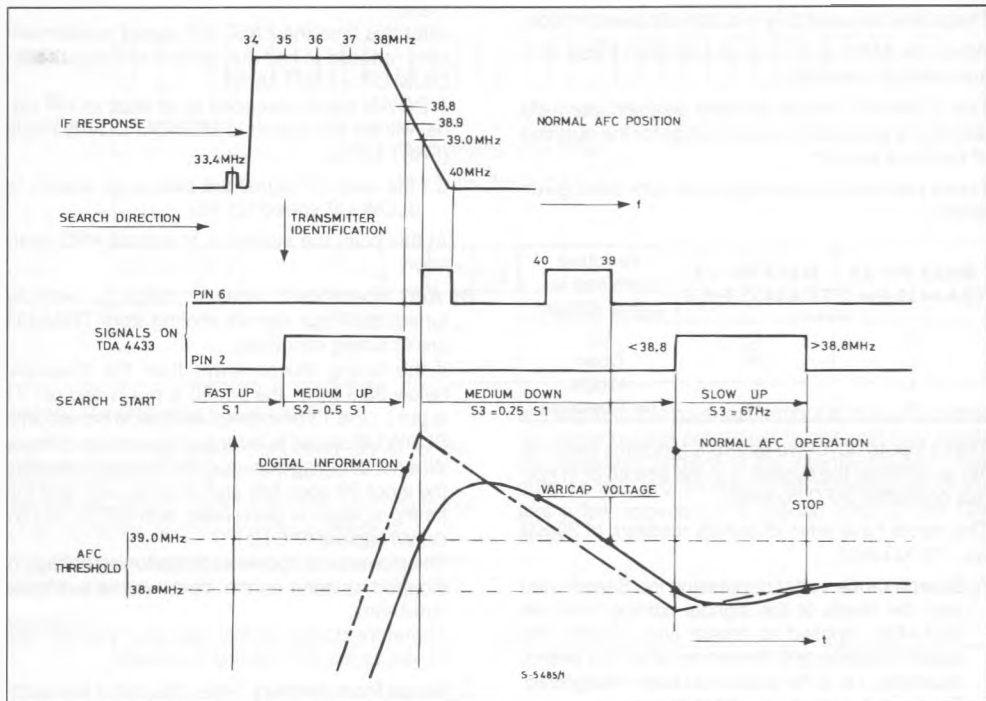 34 35 36 37 38MHz
38.8
38.9
39.0 MHz
IF RESPONSE
NORMAL AFC POSITION
33,4MHz
40MHz
f
SEARCH DIRECTION
TRANSMITTER
IDENTIFICATION
40 39
PIN 6
SIGNALS ON
TDA 4433
PIN 2
<38.8
>38,8MHz
SEARCH START
FAST UP
S1
MEDIUM UP
S2= 0,5 S1
MEDIUM DOWN
S3 =0.25 S1
SLOW UP
S3=67Hz
NORMAL AFC OPERATION
DIGITAL INFORMATION
VARICAP VOLTAGE
STOP
39.0MHz
AFC
THRESHOLD
38.8MHz
t
S-5485/1